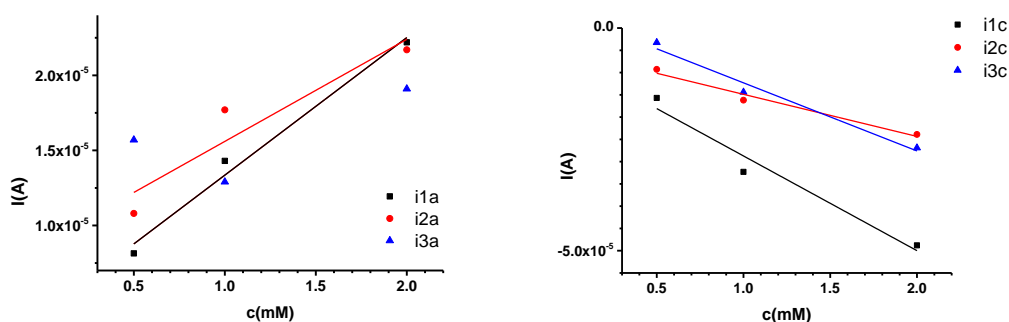 2.0x10⁻⁵
1.5x10⁻⁵
1.0x10⁻⁵
I(A)
0.5
1.0
1.5
2.0
c(mM)
i1a
i2a
i3a
0.0
-5.0x10⁻⁵
I(A)
0.5
1.0
1.5
2.0
c(mM)
i1c
i2c
i3c